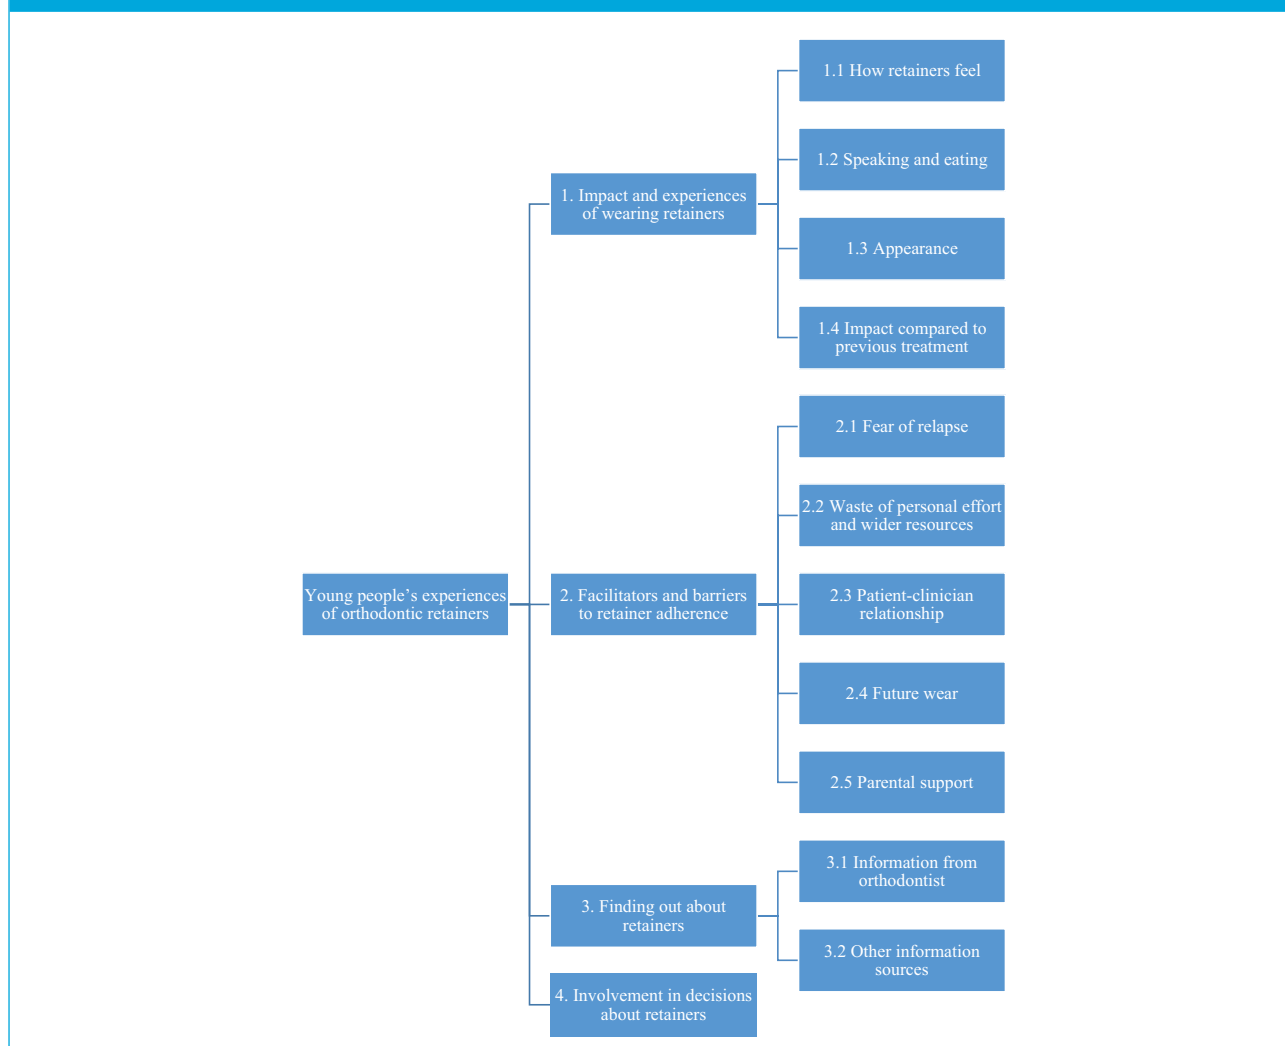 Young people’s experiences
of orthodontic retainers
1. Impact and experiences
of wearing retainers
1.1 How retainers feel
1.2 Speaking and eating
1.3 Appearance
1.4 Impact compared to
previous treatment
2. Facilitators and barriers
to retainer adherence
2.1 Fear of relapse
2.2 Waste of personal effort
and wider resources
2.3 Patient-clinician
relationship
2.4 Future wear
2.5 Parental support
3. Finding out about
retainers
3.1 Information from
orthodontist
3.2 Other information
sources
4. Involvement in decisions
about retainers